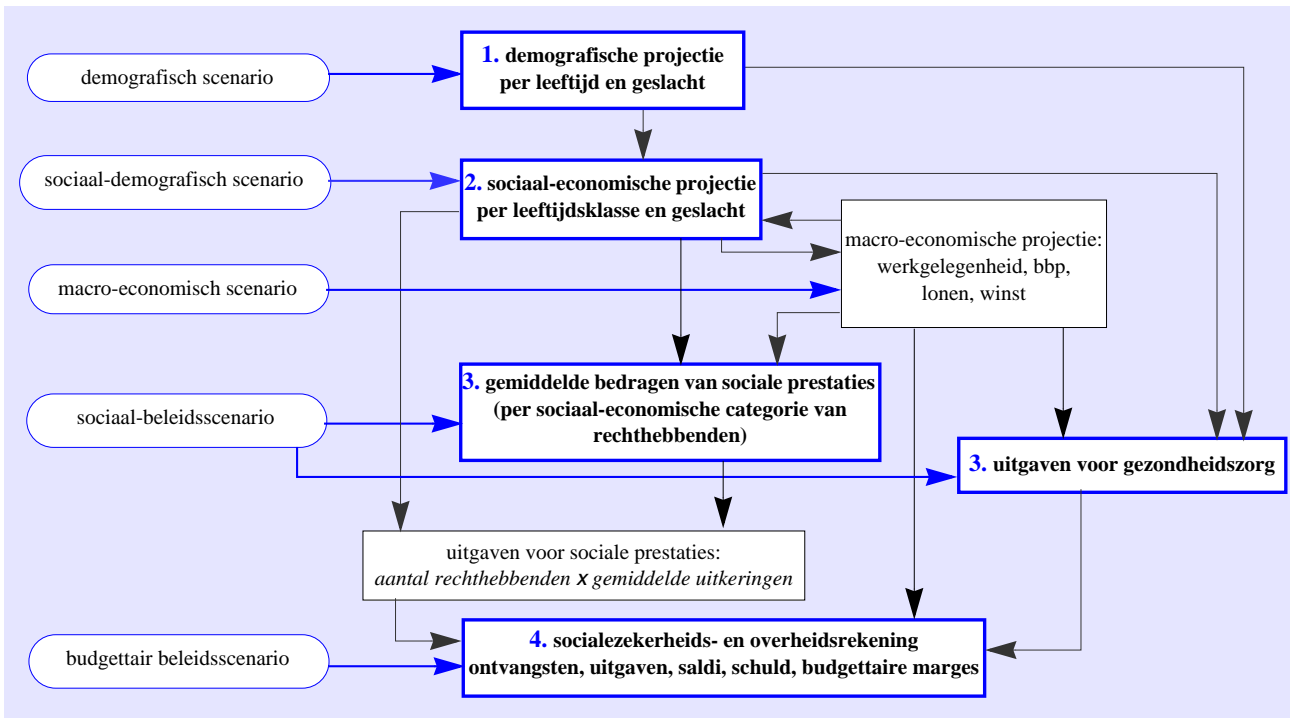 demografisch scenario
1. demografische projectie
per leeftijd en geslacht
sociaal-demografisch scenario
2. sociaal-economische projectie
per leeftijdsklasse en geslacht
macro-economische projectie:
werkgelegenheid, bbp,
lonen, winst
macro-economisch scenario
3. gemiddelde bedragen van sociale prestaties
(per sociaal-economische categorie van
rechthebbenden)
sociaal-beleidsscenario
3. uitgaven voor gezondheidszorg
uitgaven voor sociale prestaties:
aantal rechthebbenden x gemiddelde uitkeringen
4. socialezekerheids- en overheidsrekening
ontvangsten, uitgaven, saldi, schuld, budgettaire marges
budgettair beleidsscenario